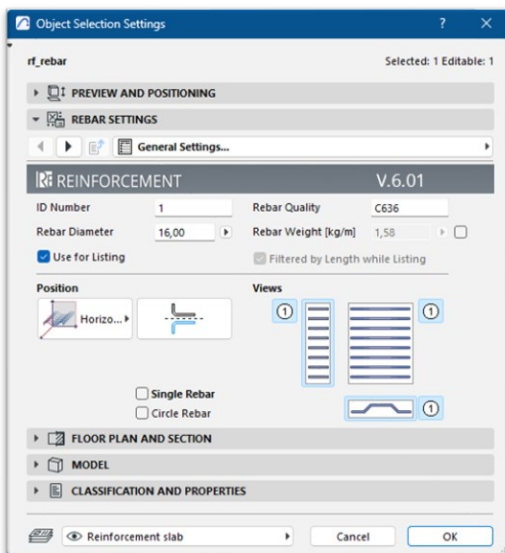 Object Selection Settings
rf_rebar Selected: 1 Editable: 1
PREVIEW AND POSITIONING
REBAR SETTINGS
General Settings...
REINFORCEMENT V.6.01
ID Number 1 Rebar Quality C636
Rebar Diameter 16,00 Rebar Weight [kg/m] 1,58
Use for Listing Filtered by Length while Listing
Position Views
Horizo...
1 1
Single Rebar
Circle Rebar 1
FLOOR PLAN AND SECTION
MODEL
CLASSIFICATION AND PROPERTIES
Reinforcement slab Cancel OK